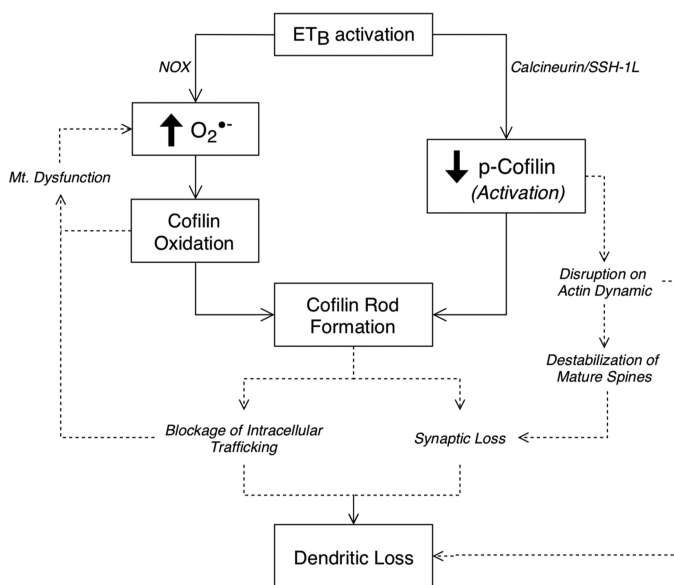 ETB activation
NOX
Calcineurin/SSH-1L
O2•-
Mt. Dysfunction
p-Cofilin
(Activation)
Cofilin
Oxidation
Disruption on
Actin Dynamic
Cofilin Rod
Formation
Destabilization of
Mature Spines
Blockage of Intracellular
Trafficking
Synaptic Loss
Dendritic Loss